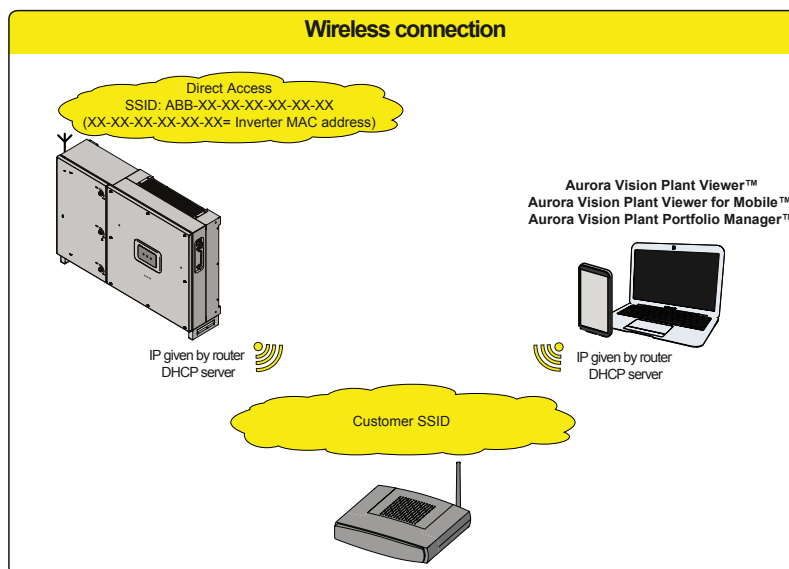 Wireless connection
Direct Access
SSID: ABB-XX-XX-XX-XX-XX-XX
(XX-XX-XX-XX-XX-XX= Inverter MAC address)
Aurora Vision Plant Viewer™
Aurora Vision Plant Viewer for Mobile™
Aurora Vision Plant Portfolio Manager™
IP given by router
DHCP server
IP given by router
DHCP server
Customer SSID